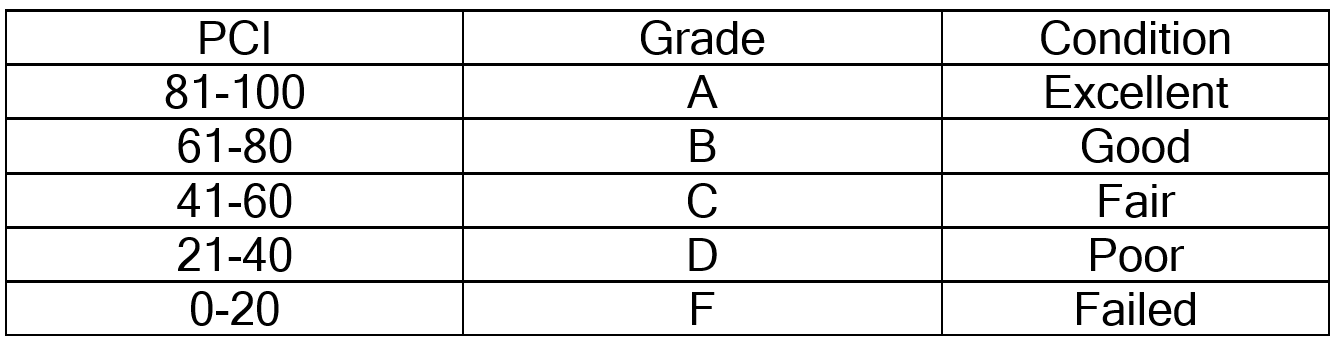 PCI Grade Condition
81-100 A Excellent
61-80 B Good
41-60 C Fair
21-40 D Poor
0-20 F Failed